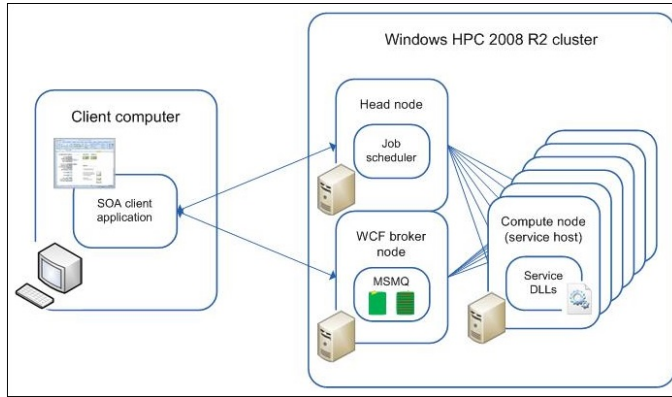 Windows HPC 2008 R2 cluster
Client computer
SOA client
application
Head node
Job
scheduler
WCF broker
node
MSMQ
Compute node
(service host)
Service
DLLs